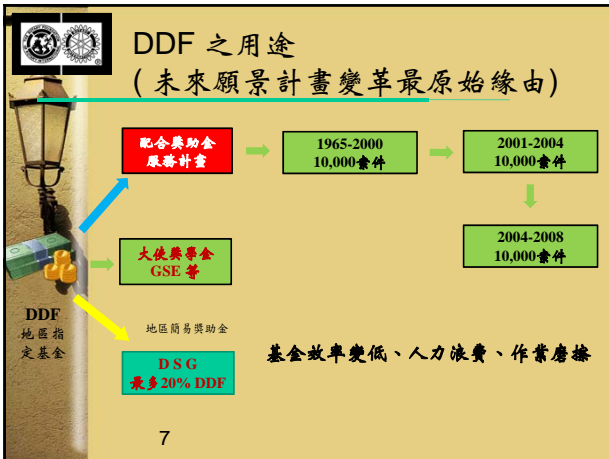 DDF 之用途
(未來願景計畫變革最原始緣由)
配合獎助金
服務計畫
1965-2000
10,000案件
2001-2004
10,000案件
2004-2008
10,000案件
大使獎學金
GSE 等
DDF
地區指
定基金
地區簡易獎助金
D S G
最多20% DDF
基金效率變低、人力浪費、作業磨擦
7